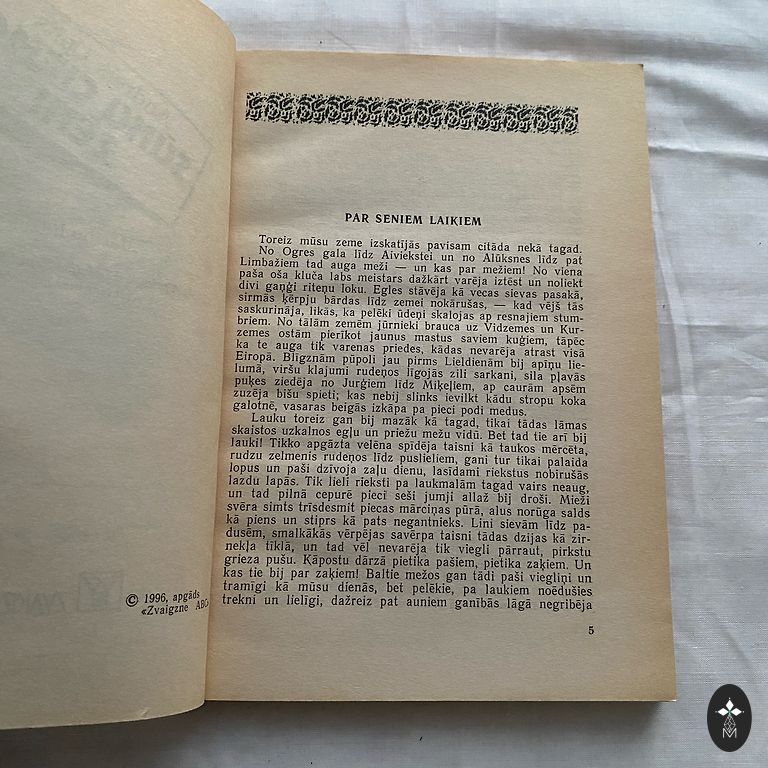 © 1996, apgāds
«Zvaigzne ABC
PAR SENIEM LAIKIEM
Toreiz mūsu zeme izskatījās pavisam citāda nekā tagad.
No Ogres gala līdz Aiviekstei un no Alūksnes līdz pat
Limbažiem tad auga meži — un kas par mežiem! No viena
paša oša kluča labs meistars dažkārt varēja iztēst un noliekt
divi gaņģi riteņu loku. Egles stāvēja kā vecas sievas pasakā,
sirmās ķērpju bārdas līdz zemei nokārušas, — kad vējš tās
saskurināja, likās, ka pelēki ūdeņi skalojas ap resnajiem stum-
briem. No tālām zemēm jūrnieki brauca uz Vidzemes un Kur-
zemes ostām pierīkot jaunus mastus saviem kuģiem, tāpēc
ka te auga tik varenas priedes, kādas nevarēja atrast visā
Eiropā. Blīgznām pūpoli jau pirms Lieldienām bij apiņu lie-
lumā, viršu klajumi rudeņos līgojās zili sarkani, sila pļavās
puķes ziedēja no Jurģiem līdz Miķeļiem, ap caurām apsēm
zuzēja bišu spieti; kas nebij slinks ievilkt kādu stropu koka
galotnē, vasaras beigās izkāpa pa pieci podi medus.
Lauku toreiz gan bij mazāk kā tagad, tikai tādas lāmas
skaistos uzkalnos egļu un priežu mežu vidū. Bet tad tie arī bij
lauki! Tikko apgāzta velēna spīdēja taisni kā taukos mērcēta,
rudzu zelmenis rudeņos līdz puslieliem, gani tur tikai palaida
lopus un paši dzīvoja zaļu dienu, lasīdami riekstus nobirušās
lazdu lapās. Tik lieli rieksti pa laukmalām tagad vairs neaug,
un tad pilnā cepurē pieci seši jumji allaž bij droši. Mieži
svēra simts trīsdesmit piecas mārciņas pūrā, alus norūga salds
kā piens un stiprs kā pats negantnieks. Lini sievām līdz pa-
dusēm, smalkākās vērpējas savērpa taisni tādas dzijas kā zir-
nekļa tīklā, un tad vēl nevarēja tik viegli pārraut, pirkstu
grieza pušu. Kāpostu dārzā pietika pašiem, pietika zaķiem. Un
kas tie bij par zaķiem! Baltie mežos gan tādi paši viegliņi un
tramīgi kā mūsu dienās, bet pelēkie, pa laukiem noēdušies
trekni un lielīgi, dažreiz pat auniem ganībās lāgā negribēja
5
M